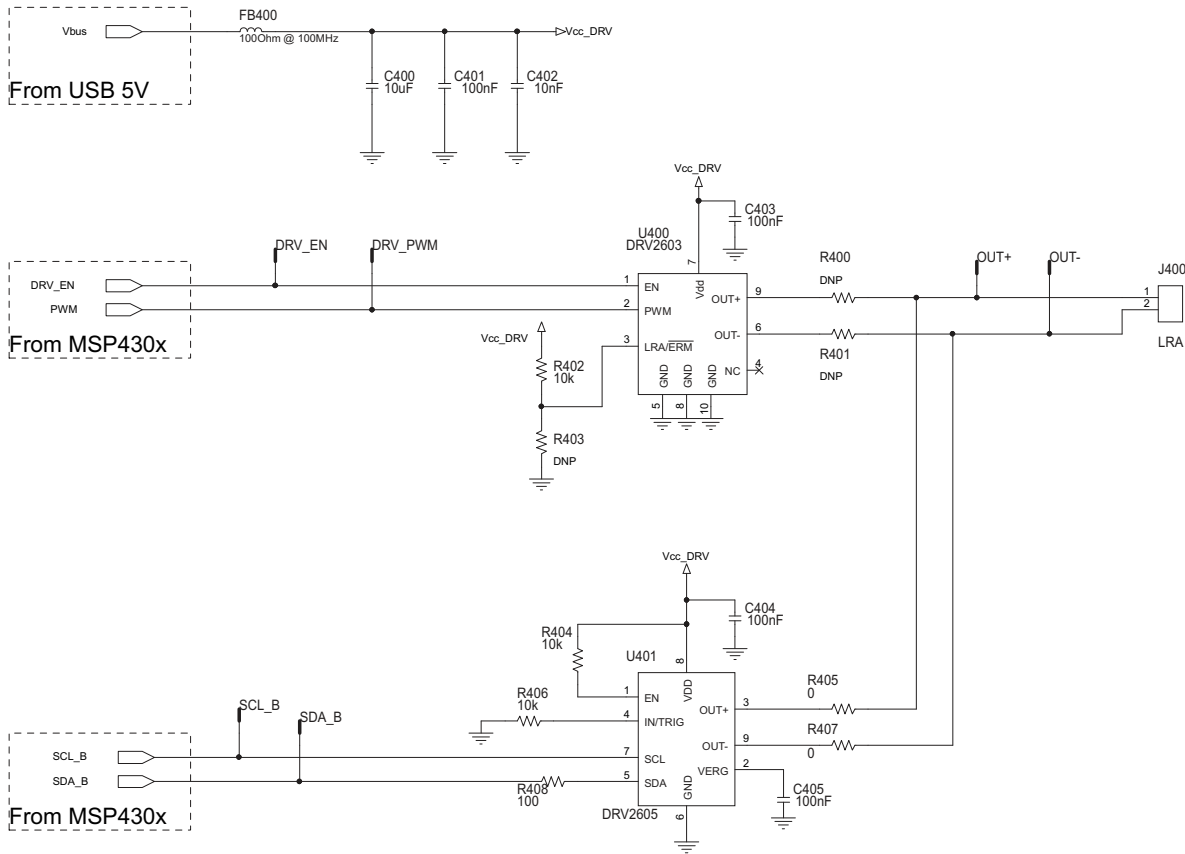 FB400
Vbus
100Ohm @ 100MHz
Vcc_DRV
From USB 5V
C400
10uF
C401
100nF
C402
10nF
Vcc_DRV
C403
100nF
U400
DRV2603
DRV_EN
DRV_PWM
DRV_EN
PWM
From MSP430x
1
EN
2
PWM
3
LRA/ERM
7
Vdd
OUT+
9
OUT-
6
NC
4
GND
GND
GND
5
8
10
Vcc_DRV
R402
10k
R403
DNP
R400
DNP
R401
DNP
OUT+
OUT-
J400
1
2
LRA
Vcc_DRV
C404
100nF
R404
10k
U401
8
VDD
1
EN
R406
10k
4
IN/TRIG
7
SCL
5
SDA
OUT+
3
OUT-
9
VERG
2
GND
6
DRV2605
R405
0
R407
0
C405
100nF
SCL_B
SDA_B
SCL_B
SDA_B
R408
100
From MSP430x